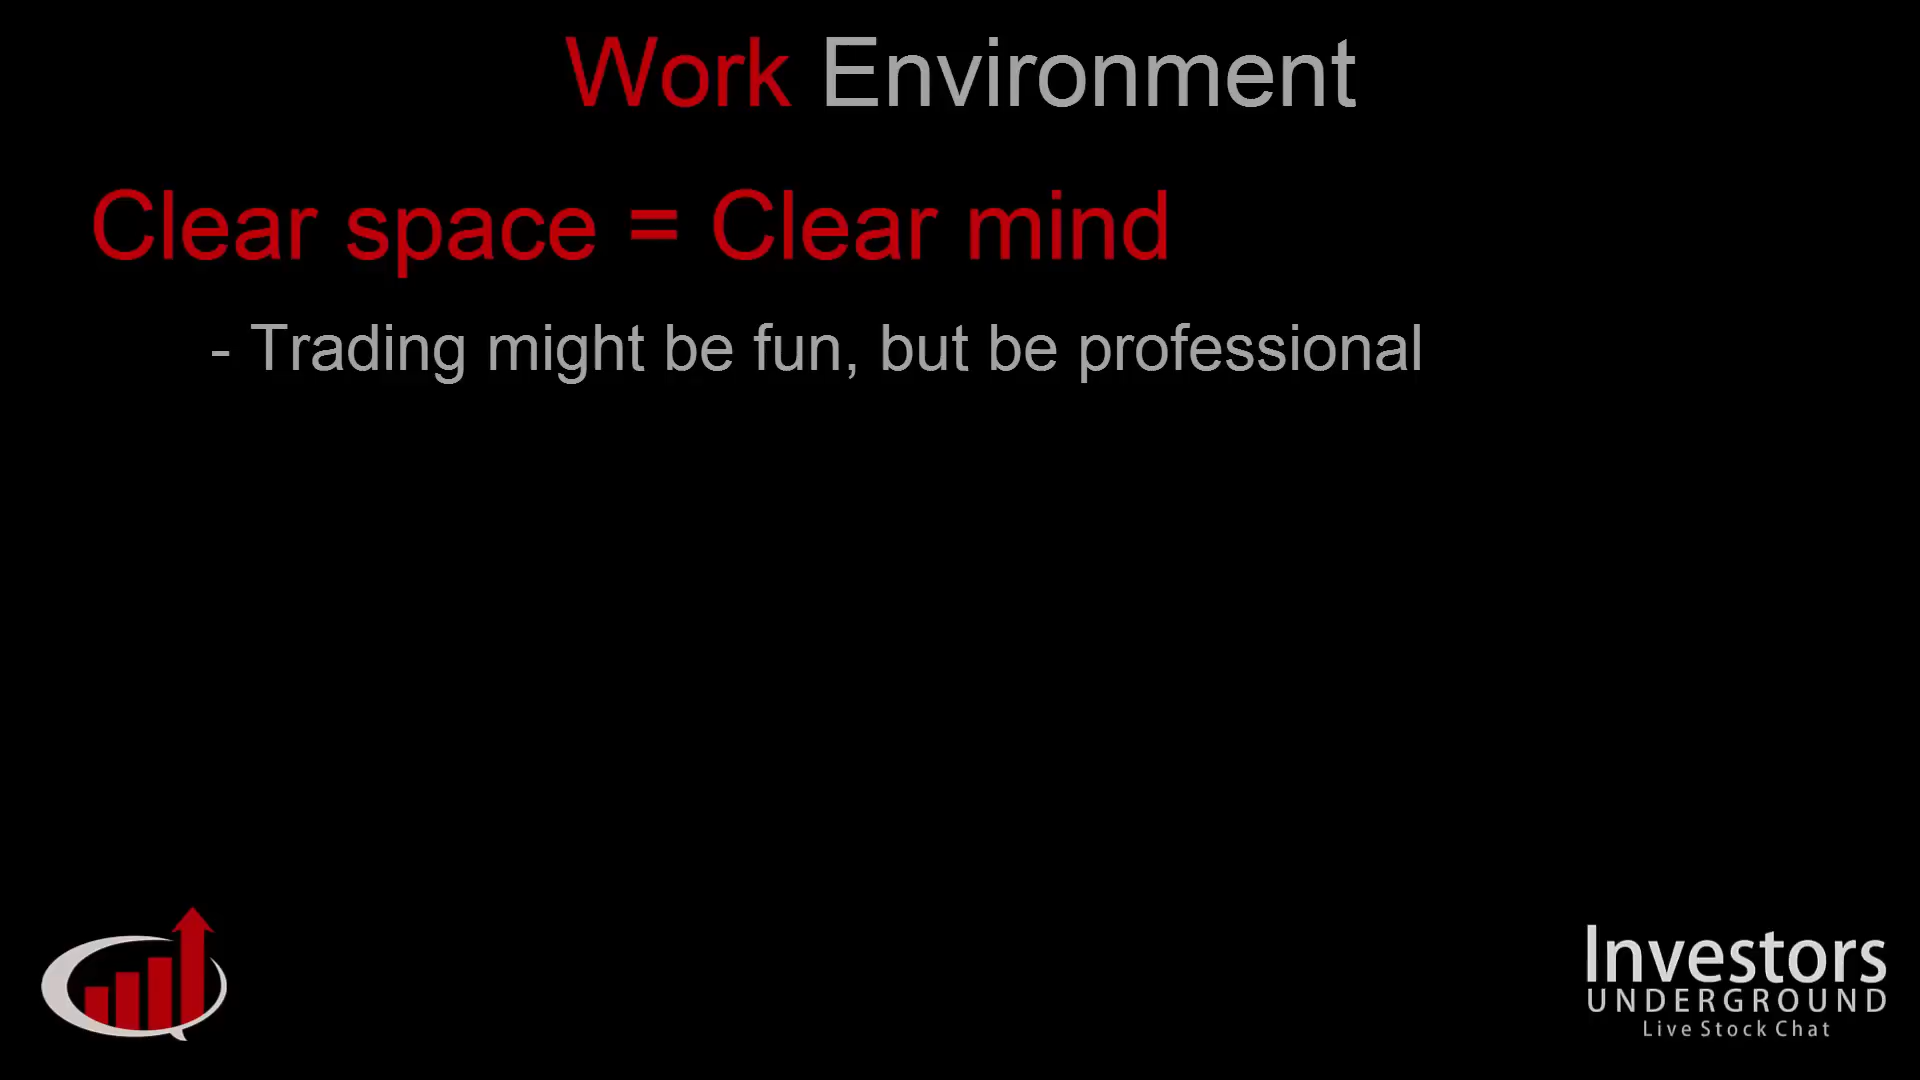 Work Environment
Clear space = Clear mind
- Trading might be fun, but be professional
Investors
UNDERGROUND
Live Stock Chat